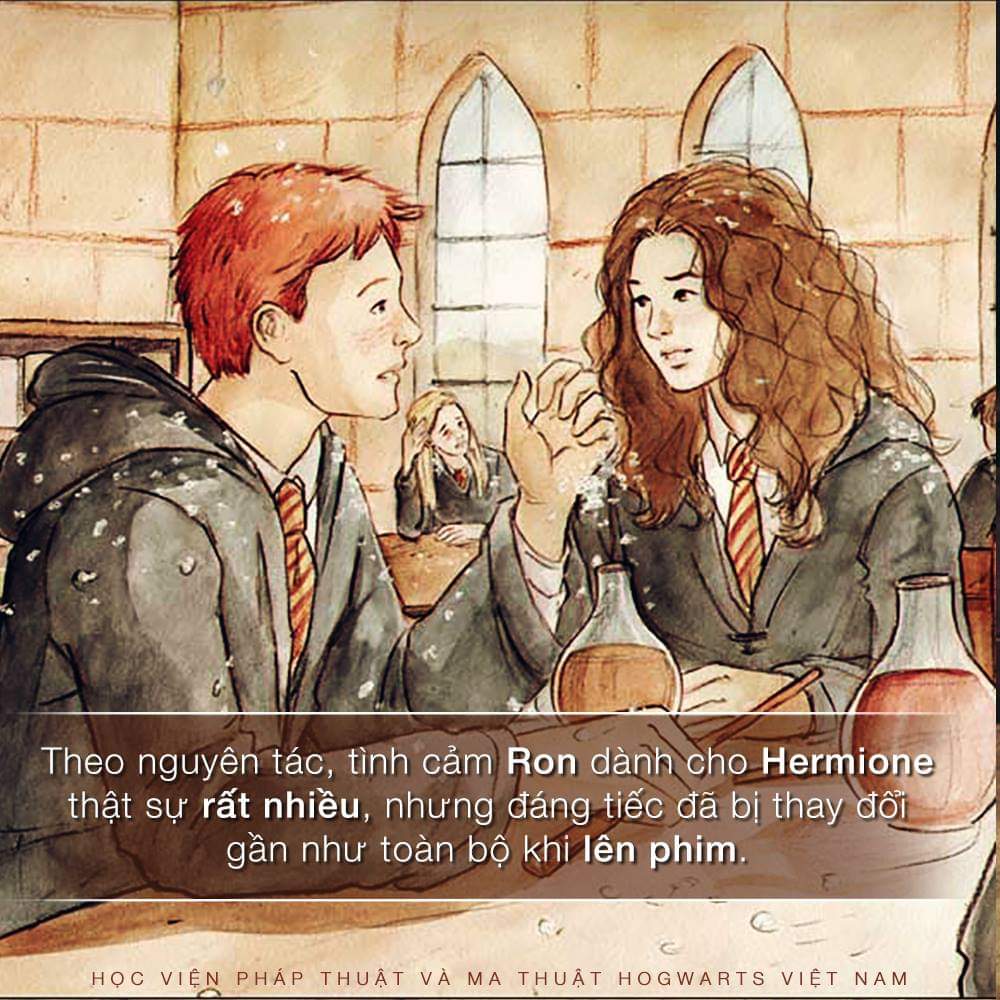 Theo nguyên tác, tình cảm Ron dành cho Hermione
thật sự rất nhiều, nhưng đáng tiếc đã bị thay đổi
gần như toàn bộ khi lên phim.
HỌC VIỆN PHÁP THUẬT VÀ MA THUẬT HOGWARTS VIỆT NAM